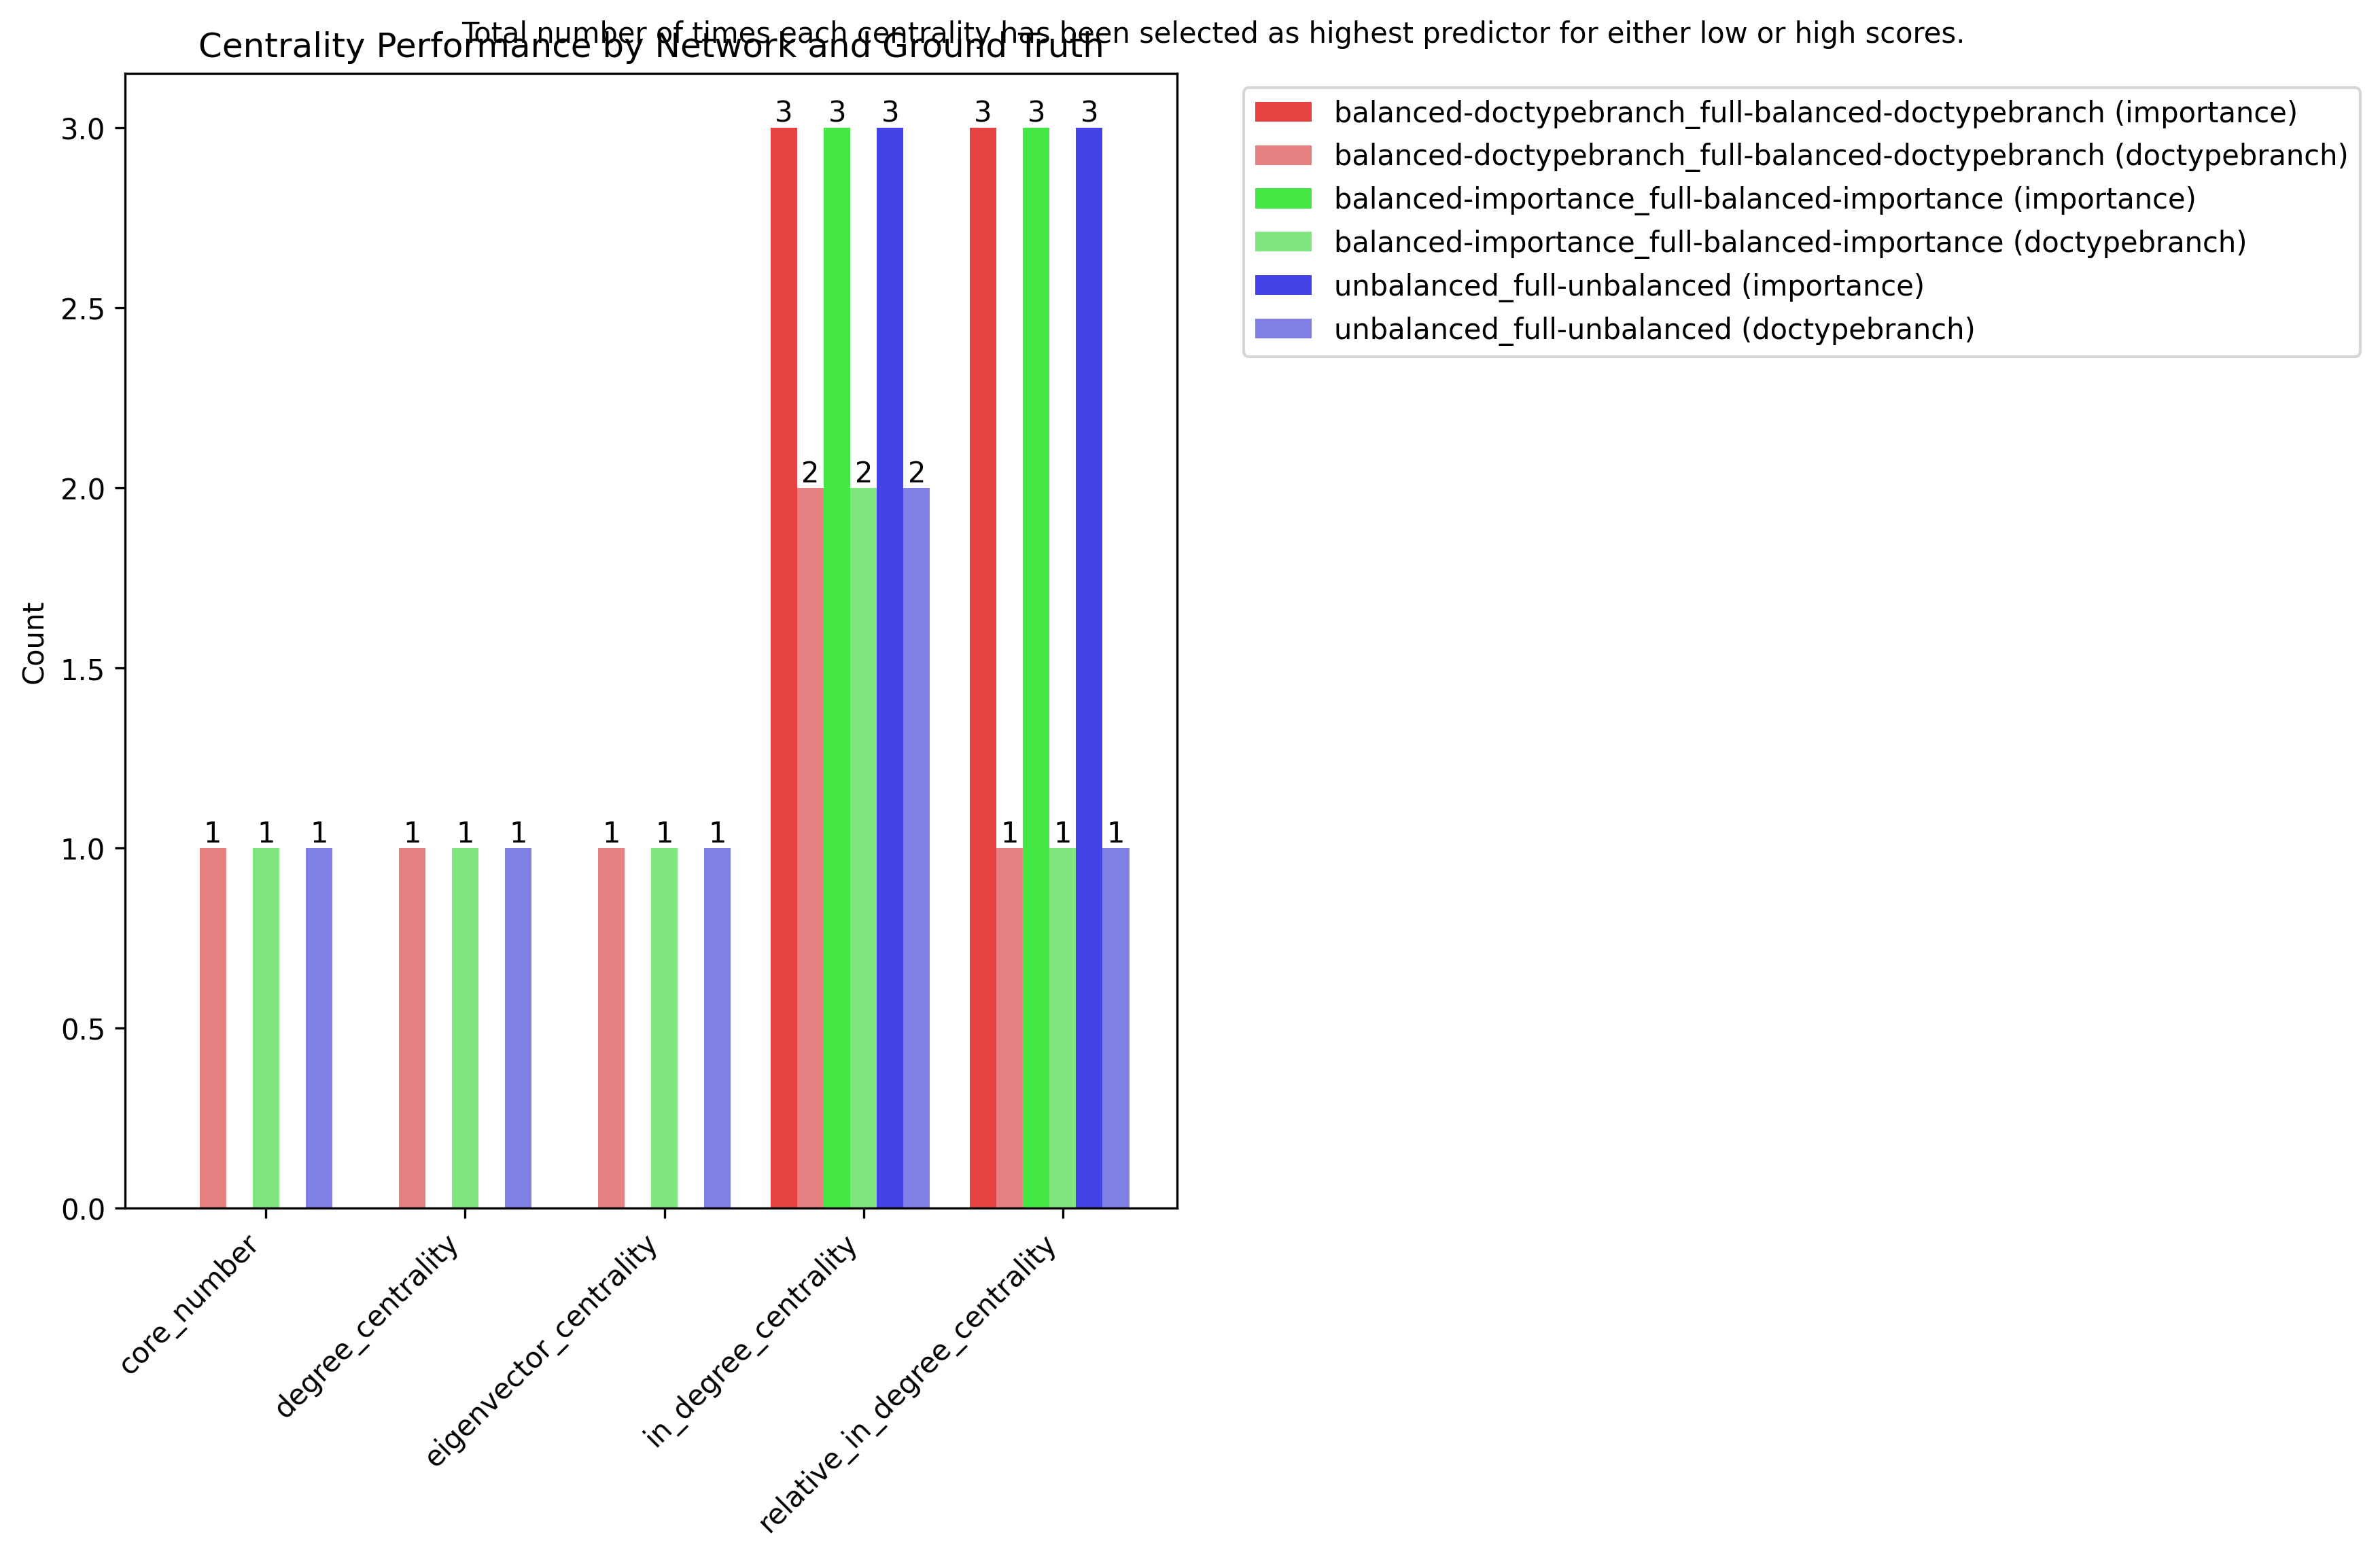 Total number of times each centrality has been selected as highest predictor for either low or high scores.
Centrality Performance by Network and Ground Truth
balanced-doctypebranch_full-balanced-doctypebranch (importance)
balanced-doctypebranch_full-balanced-doctypebranch (doctypebranch)
balanced-importance_full-balanced-importance (importance)
balanced-importance_full-balanced-importance (doctypebranch)
unbalanced_full-unbalanced (importance)
unbalanced_full-unbalanced (doctypebranch)
Count
3.0
2.5
2.0
1.5
1.0
0.5
0.0
3 3 3 3 3 3
2 2 2
1 1 1 1 1 1 1 1 1 1 1 1
core_number
degree_centrality
eigenvector_centrality
in_degree_centrality
relative_in_degree_centrality